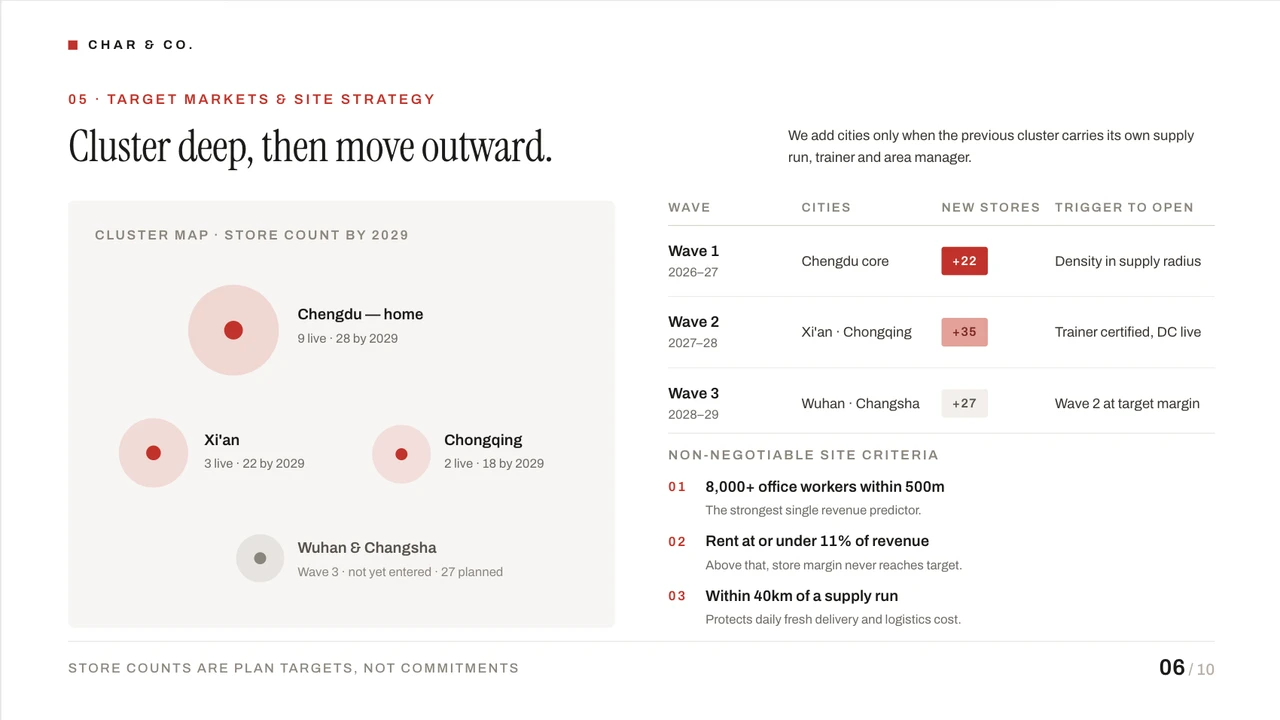 CHAR & CO.
05 · TARGET MARKETS & SITE STRATEGY
Cluster deep, then move outward.
We add cities only when the previous cluster carries its own supply
run, trainer and area manager.
CLUSTER MAP · STORE COUNT BY 2029
Chengdu — home
9 live · 28 by 2029
Xi'an
3 live · 22 by 2029
Chongqing
2 live · 18 by 2029
Wuhan & Changsha
Wave 3 · not yet entered · 27 planned
WAVE CITIES NEW STORES TRIGGER TO OPEN
Wave 1
2026–27
Chengdu core
+22
Density in supply radius
Wave 2
2027–28
Xi'an · Chongqing
+35
Trainer certified, DC live
Wave 3
2028–29
Wuhan · Changsha
+27
Wave 2 at target margin
NON-NEGOTIABLE SITE CRITERIA
01 8,000+ office workers within 500m
The strongest single revenue predictor.
02 Rent at or under 11% of revenue
Above that, store margin never reaches target.
03 Within 40km of a supply run
Protects daily fresh delivery and logistics cost.
STORE COUNTS ARE PLAN TARGETS, NOT COMMITMENTS
06 / 10